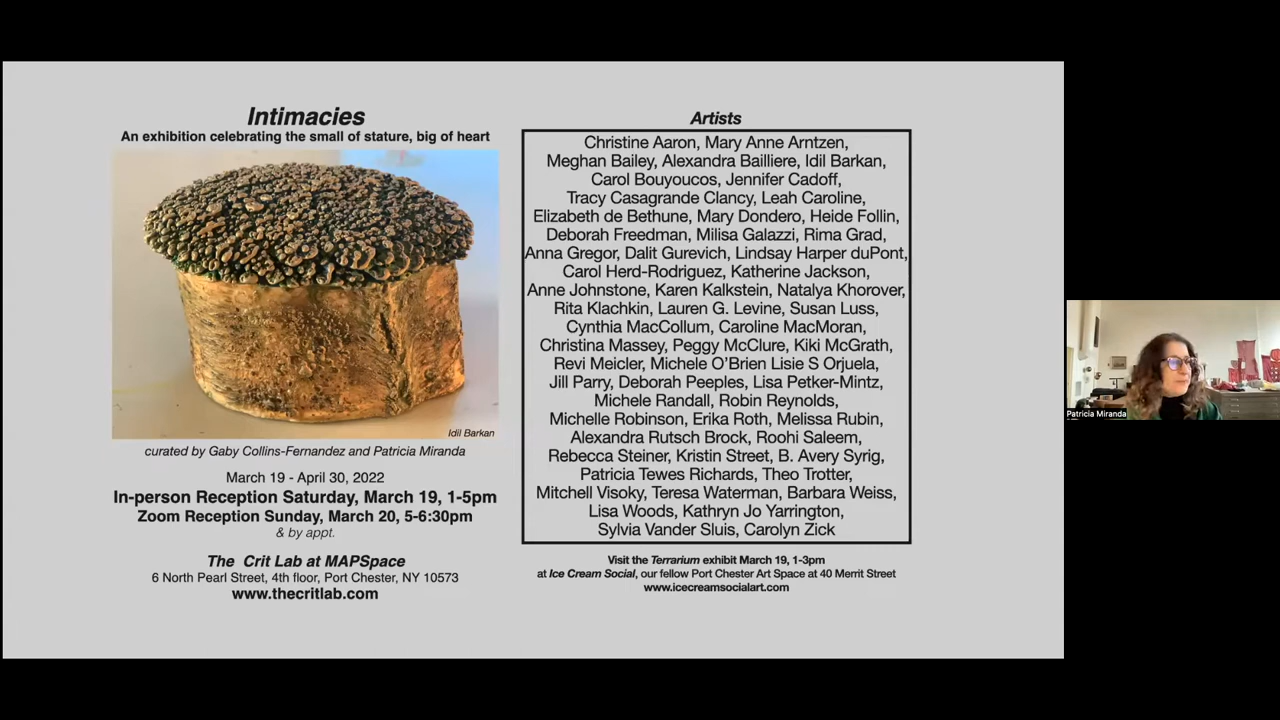 Intimacies
An exhibition celebrating the small of stature, big of heart
Idil Barkan
curated by Gaby Collins-Fernandez and Patricia Miranda
March 19 - April 30, 2022
In-person Reception Saturday, March 19, 1-5pm
Zoom Reception Sunday, March 20, 5-6:30pm
& by appt.
The Crit Lab at MAPSpace
6 North Pearl Street, 4th floor, Port Chester, NY 10573
www.thecritlab.com
Artists
Christine Aaron, Mary Anne Arntzen,
Meghan Bailey, Alexandra Bailliere, Idil Barkan,
Carol Bouyoucos, Jennifer Cadoff,
Tracy Casagrande Clancy, Leah Caroline,
Elizabeth de Bethune, Mary Dondero, Heide Follin,
Deborah Freedman, Milisa Galazzi, Rima Grad,
Anna Gregor, Dalit Gurevich, Lindsay Harper duPont,
Carol Herd-Rodriguez, Katherine Jackson,
Anne Johnstone, Karen Kalkstein, Natalya Khorover,
Rita Klachkin, Lauren G. Levine, Susan Luss,
Cynthia MacCollum, Caroline MacMoran,
Christina Massey, Peggy McClure, Kiki McGrath,
Revi Meicler, Michele O'Brien Lisie S Orjuela,
Jill Parry, Deborah Peeples, Lisa Petker-Mintz,
Michele Randall, Robin Reynolds,
Michelle Robinson, Erika Roth, Melissa Rubin,
Alexandra Rutsch Brock, Roohi Saleem,
Rebecca Steiner, Kristin Street, B. Avery Syrig,
Patricia Tewes Richards, Theo Trotter,
Mitchell Visoky, Teresa Waterman, Barbara Weiss,
Lisa Woods, Kathryn Jo Yarrington,
Sylvia Vander Sluis, Carolyn Zick
Visit the Terrarium exhibit March 19, 1-3pm
at Ice Cream Social, our fellow Port Chester Art Space at 40 Merrit Street
www.icecreamsocialart.com
Patricia Miranda